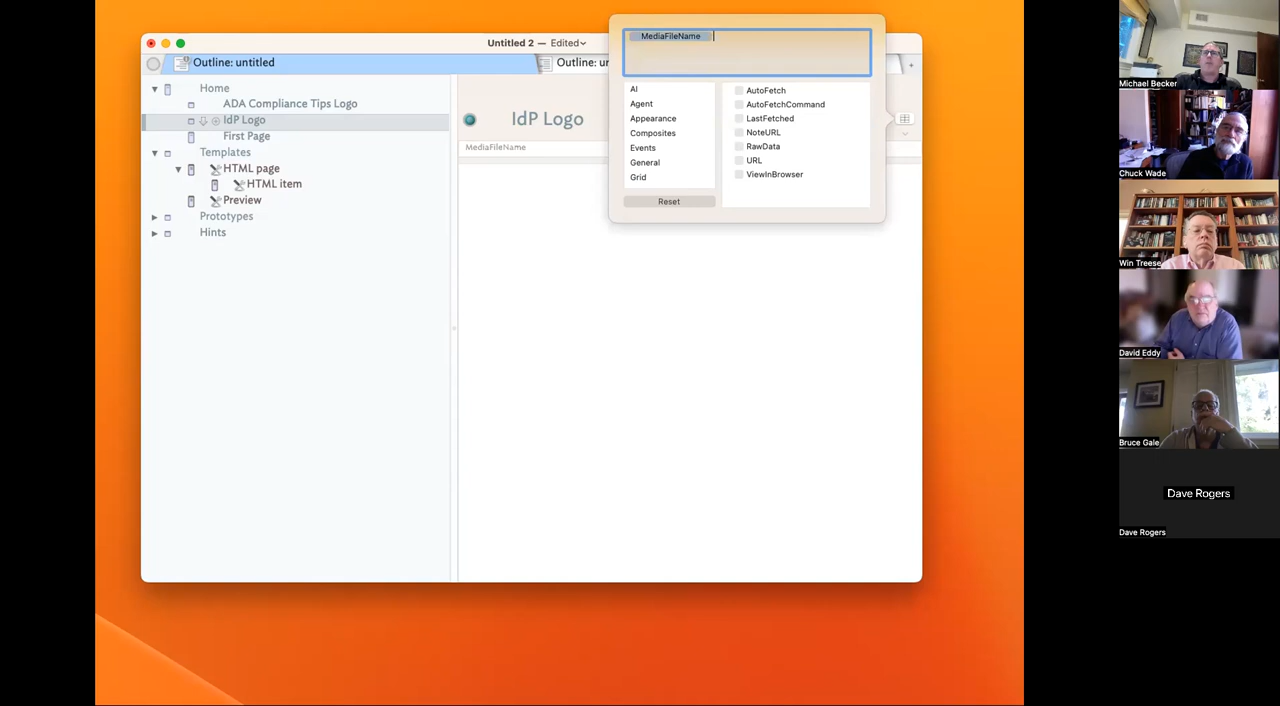 Untitled 2 — Edited
Outline: untitled
Outline: ur
Home
ADA Compliance Tips Logo
IdP Logo
First Page
Templates
HTML page
HTML item
Preview
Prototypes
Hints
IdP Logo
MediaFileName
MediaFileName
AI
Agent
Appearance
Composites
Events
General
Grid
Reset
AutoFetch
AutoFetchCommand
LastFetched
NoteURL
RawData
URL
ViewInBrowser
Michael Becker
Chuck Wade
Win Treese
David Eddy
Bruce Gale
Dave Rogers
Dave Rogers